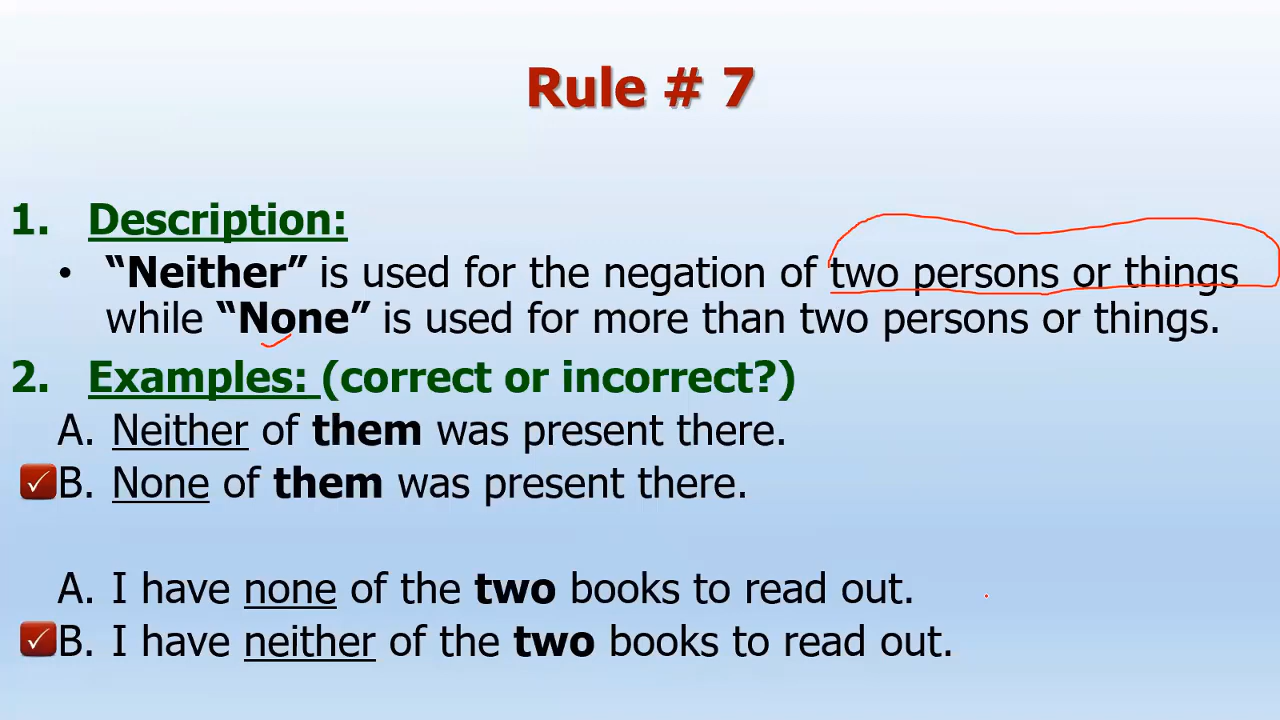 Rule # 7
1. Description:
• “Neither” is used for the negation of two persons or things
while “None” is used for more than two persons or things.
2. Examples: (correct or incorrect?)
A. Neither of them was present there.
B. None of them was present there.
A. I have none of the two books to read out.
B. I have neither of the two books to read out.